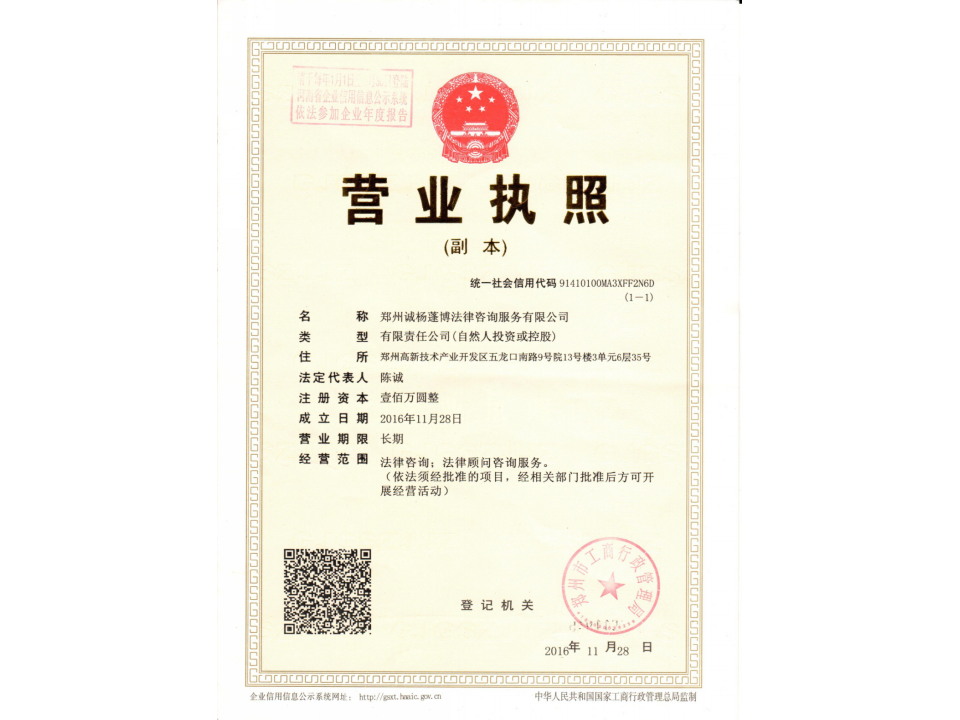 河南省企业信用信息公示系统
依法参加企业年度报告
营业执照
(副 本)
统一社会信用代码 91410100MA3XFF2N6D
(1-1)
名 称 郑州诚杨蓬博法律咨询服务有限公司
类 型 有限责任公司(自然人投资或控股)
住 所 郑州高新技术产业开发区五龙口南路9号院13号楼3单元6层35号
法定代表人 陈诚
注册资本 壹佰万圆整
成立日期 2016年11月28日
营业期限 长期
经营范围 法律咨询；法律顾问咨询服务。
（依法须经批准的项目，经相关部门批准后方可开
展经营活动）
郑州市工商行政管理局
登记机关
2016年 11 月28 日
企业信用信息公示系统网址： http://gsxt.haaic.gov.cn
中华人民共和国国家工商行政管理总局监制